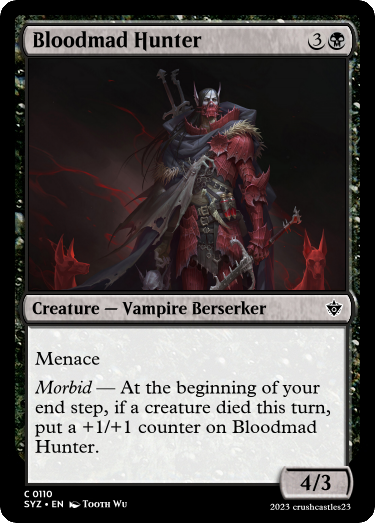 Bloodmad Hunter 3
Creature — Vampire Berserker
Menace
Morbid — At the beginning of your
end step, if a creature died this turn,
put a +1/+1 counter on Bloodmad
Hunter.
4/3
C 0110
SYZ • EN Tooth Wu
2023 crushcastles23